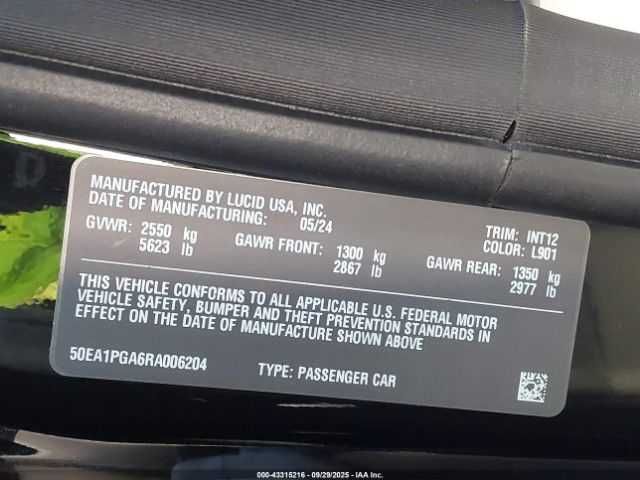 MANUFACTURED BY LUCID USA, INC.
DATE OF MANUFACTURING: 05/24
TRIM: INT12
COLOR: L901
GVWR: 2550 kg
5623 lb
GAWR FRONT: 1300 kg
2867 lb
GAWR REAR: 1350 kg
2977 lb
THIS VEHICLE CONFORMS TO ALL APPLICABLE U.S. FEDERAL MOTOR
VEHICLE SAFETY, BUMPER AND THEFT PREVENTION STANDARDS IN
EFFECT ON THE DATE OF MANUFACTURE SHOWN ABOVE
50EA1PGA6RA006204
TYPE: PASSENGER CAR
000-43315216 - 09/29/2025 - IAA Inc.